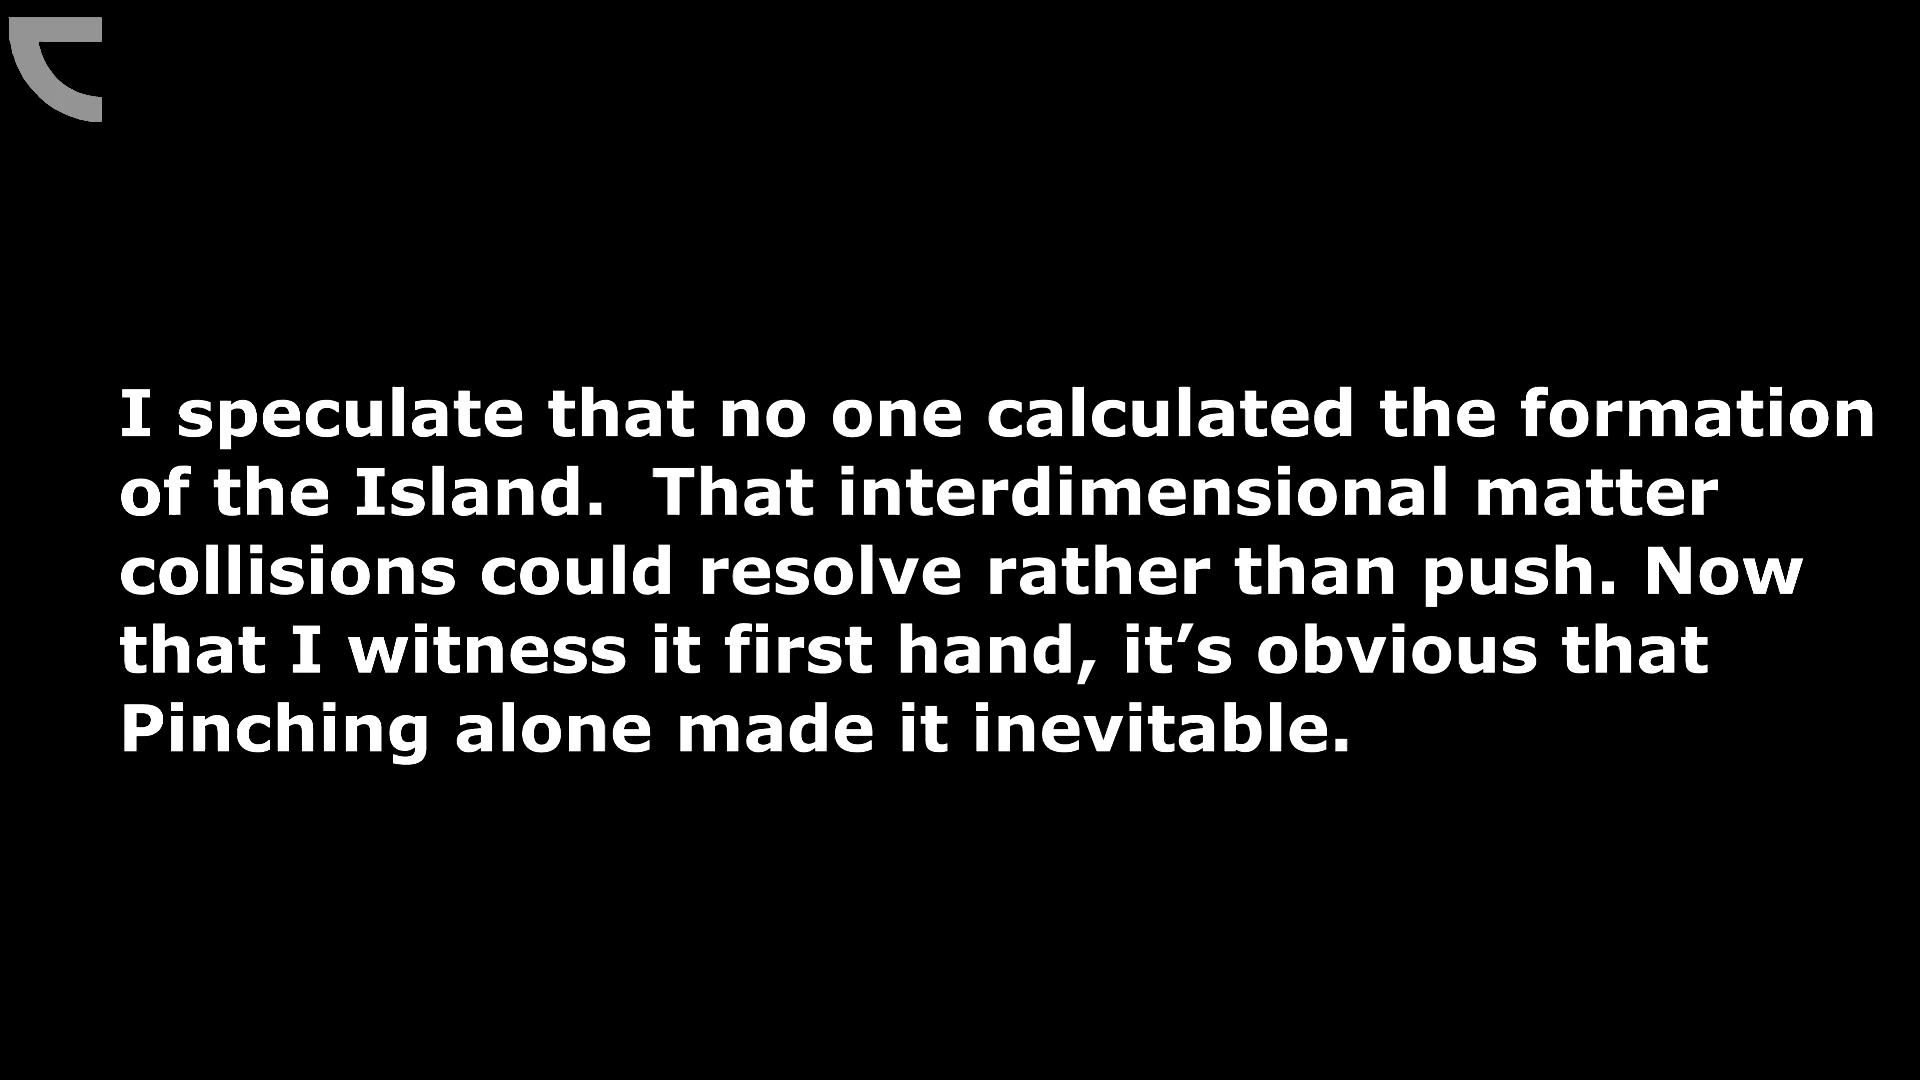 I speculate that no one calculated the formation
of the Island.  That interdimensional matter
collisions could resolve rather than push. Now
that I witness it first hand, it’s obvious that
Pinching alone made it inevitable.